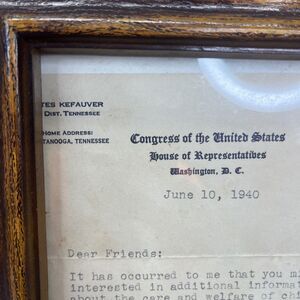 TES KEFAUVER
DIST. TENNESSEE
HOME ADDRESS:
TANOOGA, TENNESSEE
Congress of the United States
House of Representatives
Washington, D. C.
June 10, 1940
Dear Friends:
It has occurred to me that you m
interested in additional informa
about the care and welfare of